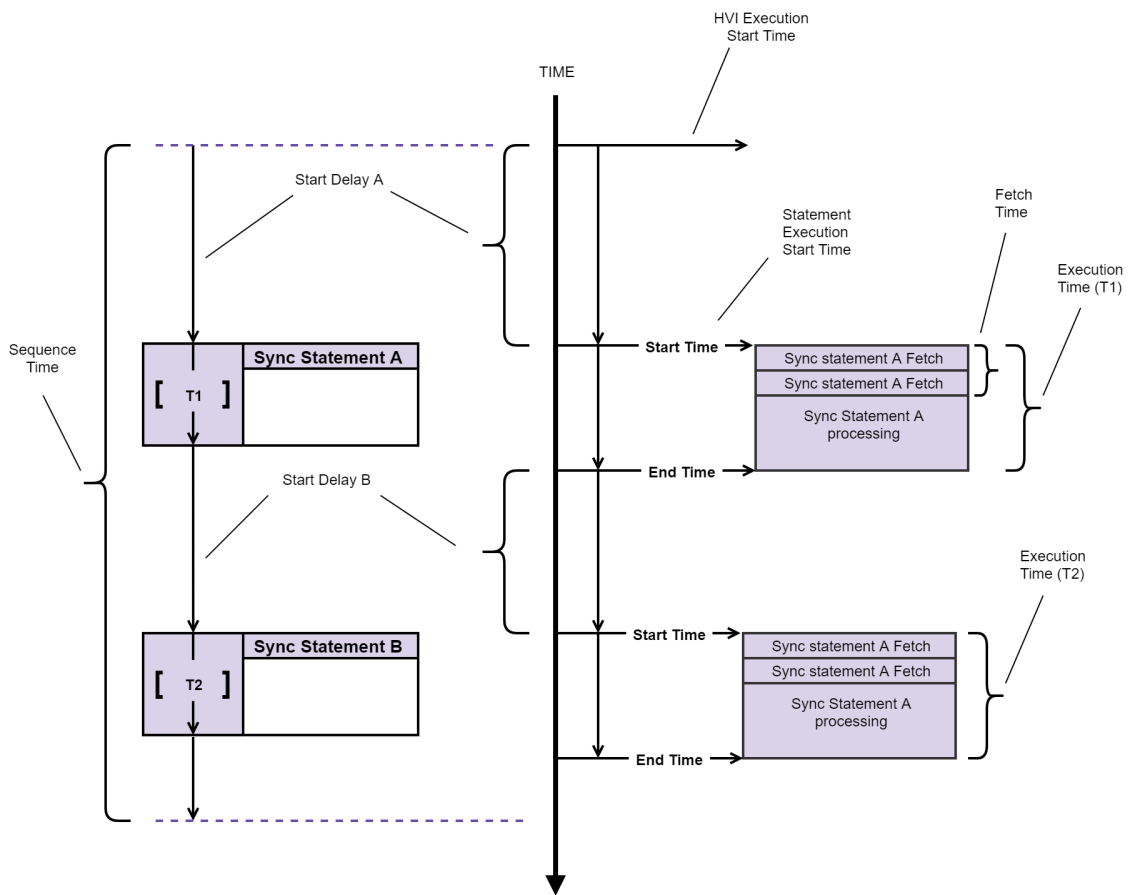 HVI Execution
Start Time
TIME
Start Delay A
Fetch
Time
Statement
Execution
Start Time
Execution
Time (T1)
Sequence
Time
Sync Statement A
[ T1 ]
Start Time
Sync statement A Fetch
Sync statement A Fetch
Sync Statement A
processing
End Time
Start Delay B
Execution
Time (T2)
Sync Statement B
[ T2 ]
Start Time
Sync statement A Fetch
Sync statement A Fetch
Sync Statement A
processing
End Time